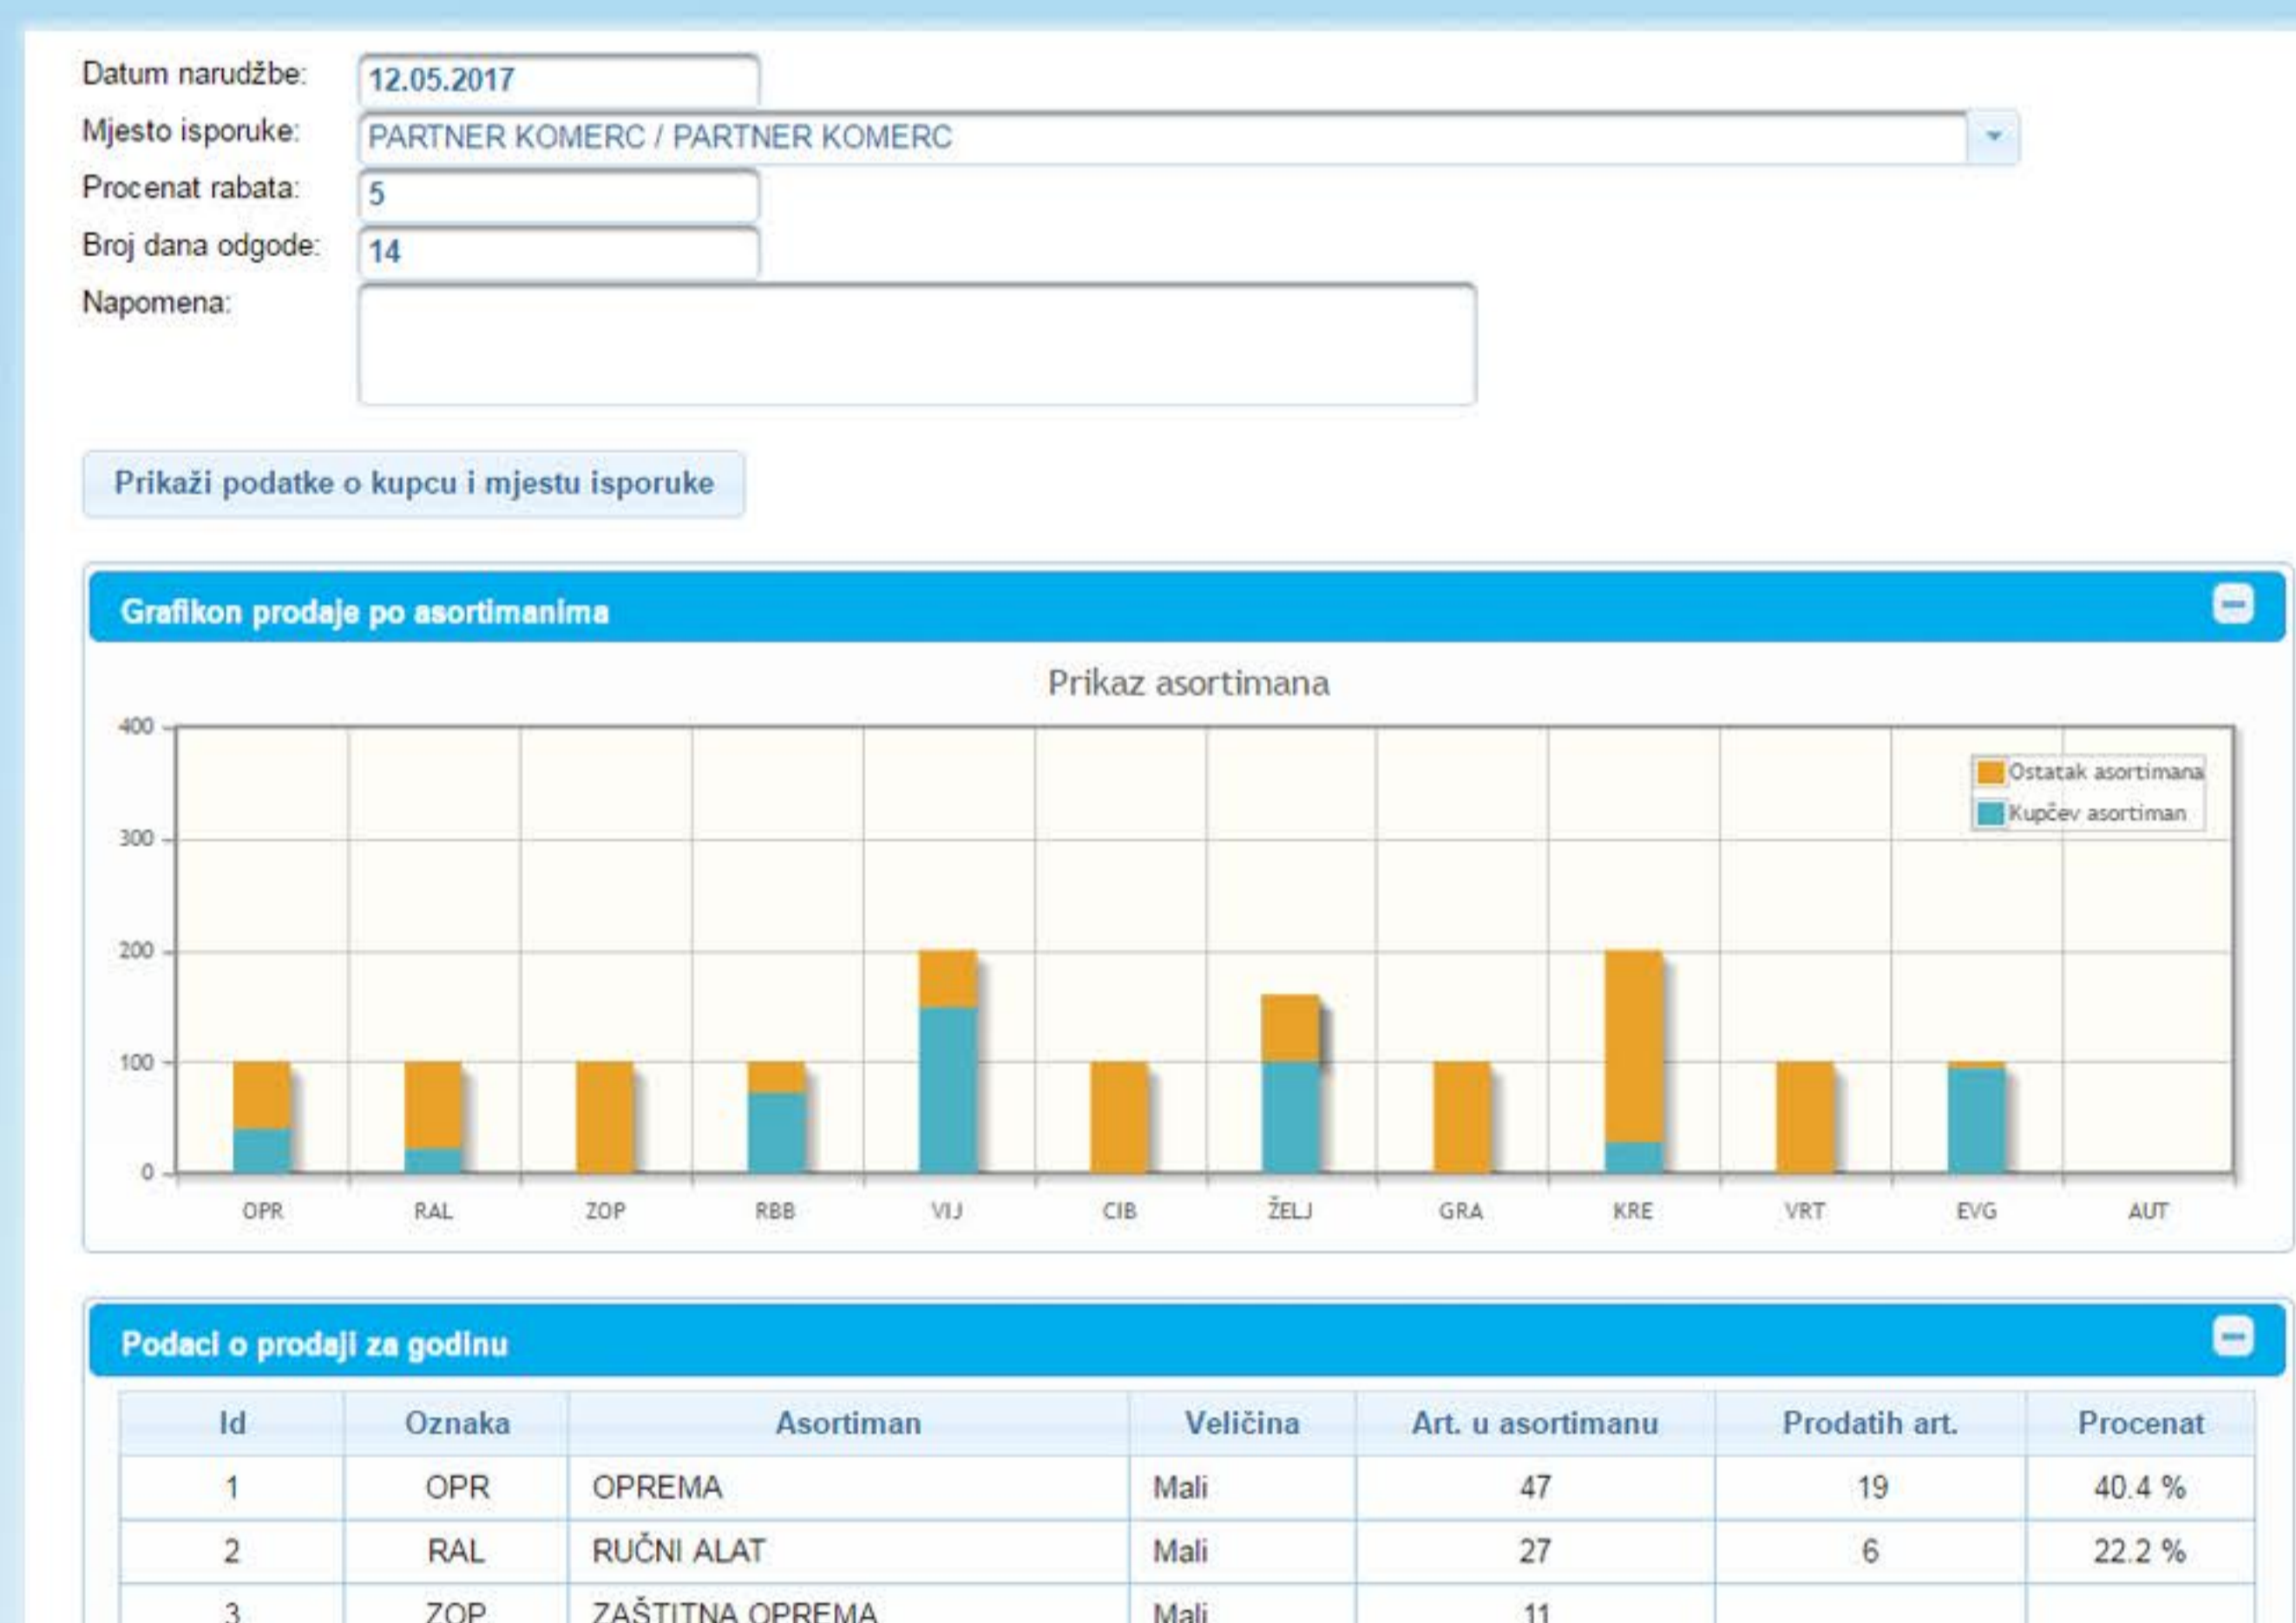 Datum narudžbe: 12.05.2017
Mjesto isporuke: PARTNER KOMERC / PARTNER KOMERC
Procenat rabata: 5
Broj dana odgode: 14
Napomena:
Prikaži podatke o kupcu i mjestu isporuke
Grafikon prodaje po asortimanima
Prikaz asortimana
400
Ostatak asortimana
Kupčev asortiman
300
200
100
0
OPR RAL ZOP RBB VIJ CIB ŽELJ GRA KRE VRT EVG AUT
Podaci o prodaji za godinu
Id Oznaka Asortiman Veličina Art. u asortimanu Prodatih art. Procenat
1 OPR OPREMA Mali 47 19 40.4 %
2 RAL RUČNI ALAT Mali 27 6 22.2 %
3 ZOP ZAŠTITNA OPREMA Mali 11